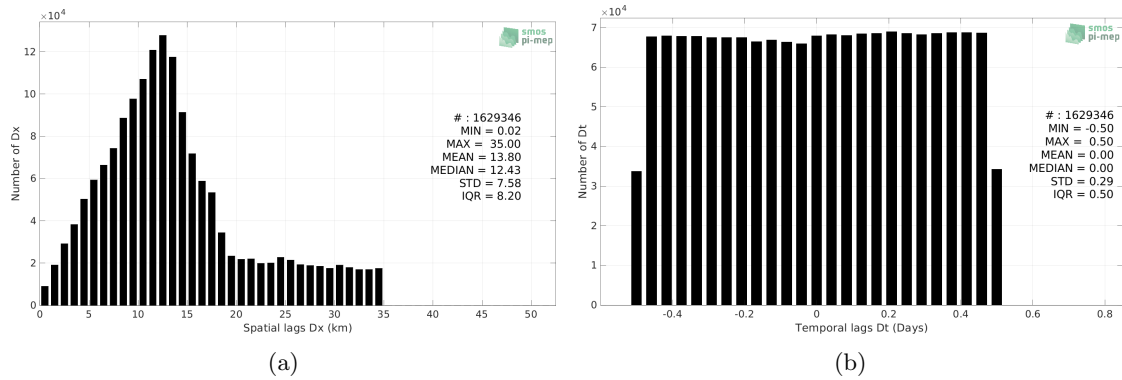 ×10⁴
smos
pi-mep
12
10
8
6
4
2
0
Number of Dx
# : 1629346
MIN = 0.02
MAX = 35.00
MEAN = 13.80
MEDIAN = 12.43
STD = 7.58
IQR = 8.20
0 5 10 15 20 25 30 35 40 45 50
Spatial lags Dx (km)
(a)
×10⁴
smos
pi-mep
7
6
5
4
3
2
1
0
Number of Dt
# : 1629346
MIN = -0.50
MAX = 0.50
MEAN = 0.00
MEDIAN = 0.00
STD = 0.29
IQR = 0.50
-0.4 -0.2 0 0.2 0.4 0.6 0.8
Temporal lags Dt (Days)
(b)